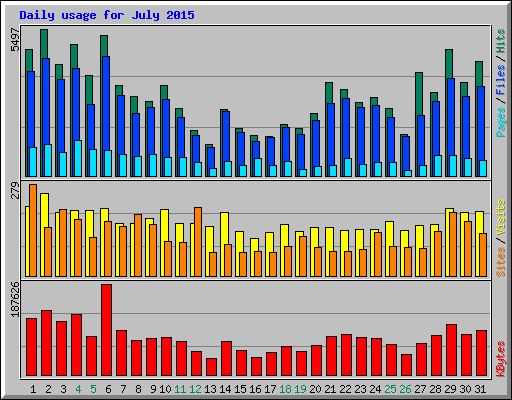 Daily usage for July 2015
5497
Pages / Files / Hits
279
Sites / Visits
187626
KBytes
1 2 3 4 5 6 7 8 9 10 11 12 13 14 15 16 17 18 19 20 21 22 23 24 25 26 27 28 29 30 31